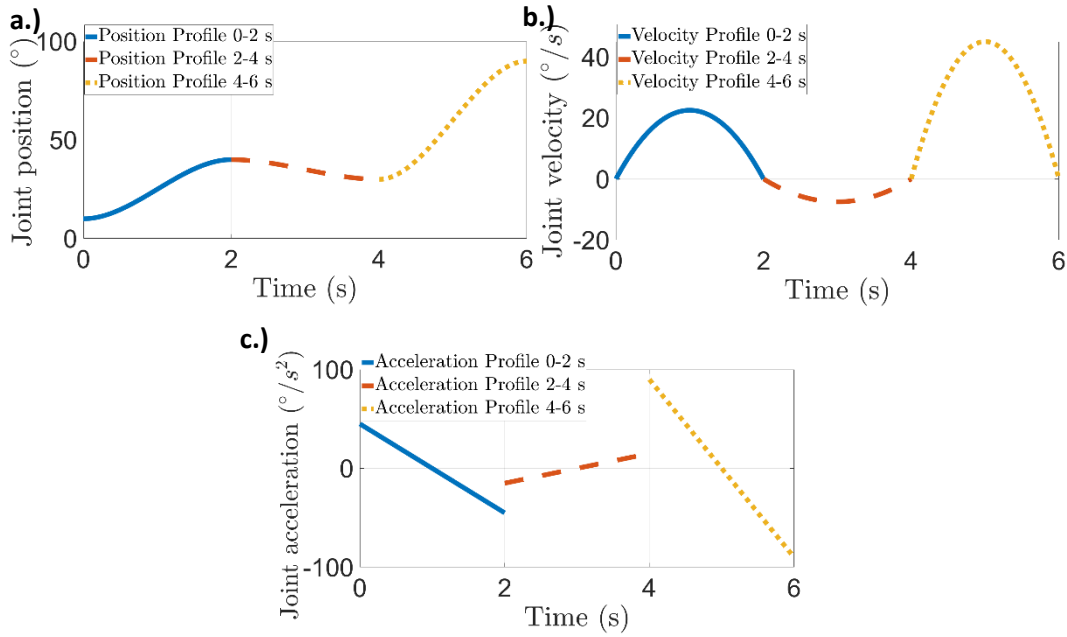 a.)
Position Profile 0-2 s
Position Profile 2-4 s
Position Profile 4-6 s
Joint position (°)
100
50
0
0 2 4 6
Time (s)
b.)
Velocity Profile 0-2 s
Velocity Profile 2-4 s
Velocity Profile 4-6 s
Joint velocity (°/s)
40
20
0
-20
0 2 4 6
Time (s)
c.)
Acceleration Profile 0-2 s
Acceleration Profile 2-4 s
Acceleration Profile 4-6 s
Joint acceleration (°/s²)
100
0
-100
0 2 4 6
Time (s)